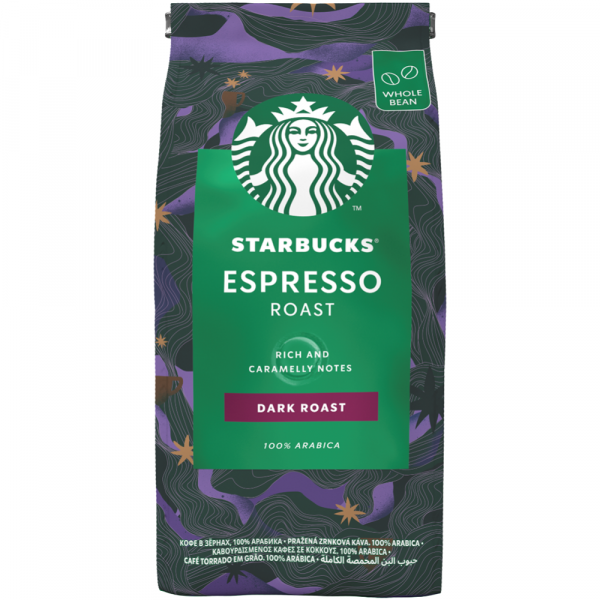 WHOLE
BEAN
TM
STARBUCKS®
ESPRESSO
ROAST
RICH AND
CARAMELLY NOTES
DARK ROAST
100% ARABICA
КОФЕ В ЗЁРНАХ, 100% АРАБИКА • PRAŽENÁ ZRNKOVÁ KÁVA, 100% ARABICA •
ΚΑΒΟΥΡΔΙΣΜΕΝΟΣ ΚΑΦΕΣ ΣΕ ΚΟΚΚΟΥΣ, 100% ARABICA •
CAFÉ TORRADO EM GRÃO, 100% ARÁBICA • حبوب البن المحمصة الكاملة